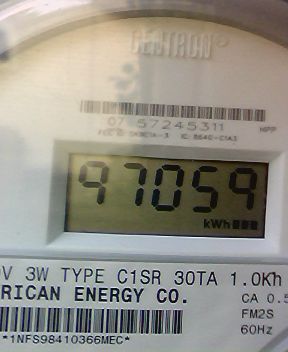 CENTRON®
07 57245311
HPP
97059
kWh
V 3W TYPE C1SR 30TA 1.0Kh
RICAN ENERGY CO.
CA 0.5
FM2S
60Hz
*1NFS98410366MEC*